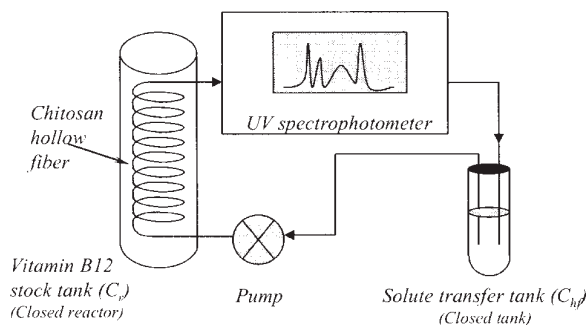 Chitosan
hollow
fiber
UV spectrophotometer
Vitamin B12
stock tank (Cr)
(Closed reactor)
Pump
Solute transfer tank (Chf)
(Closed tank)